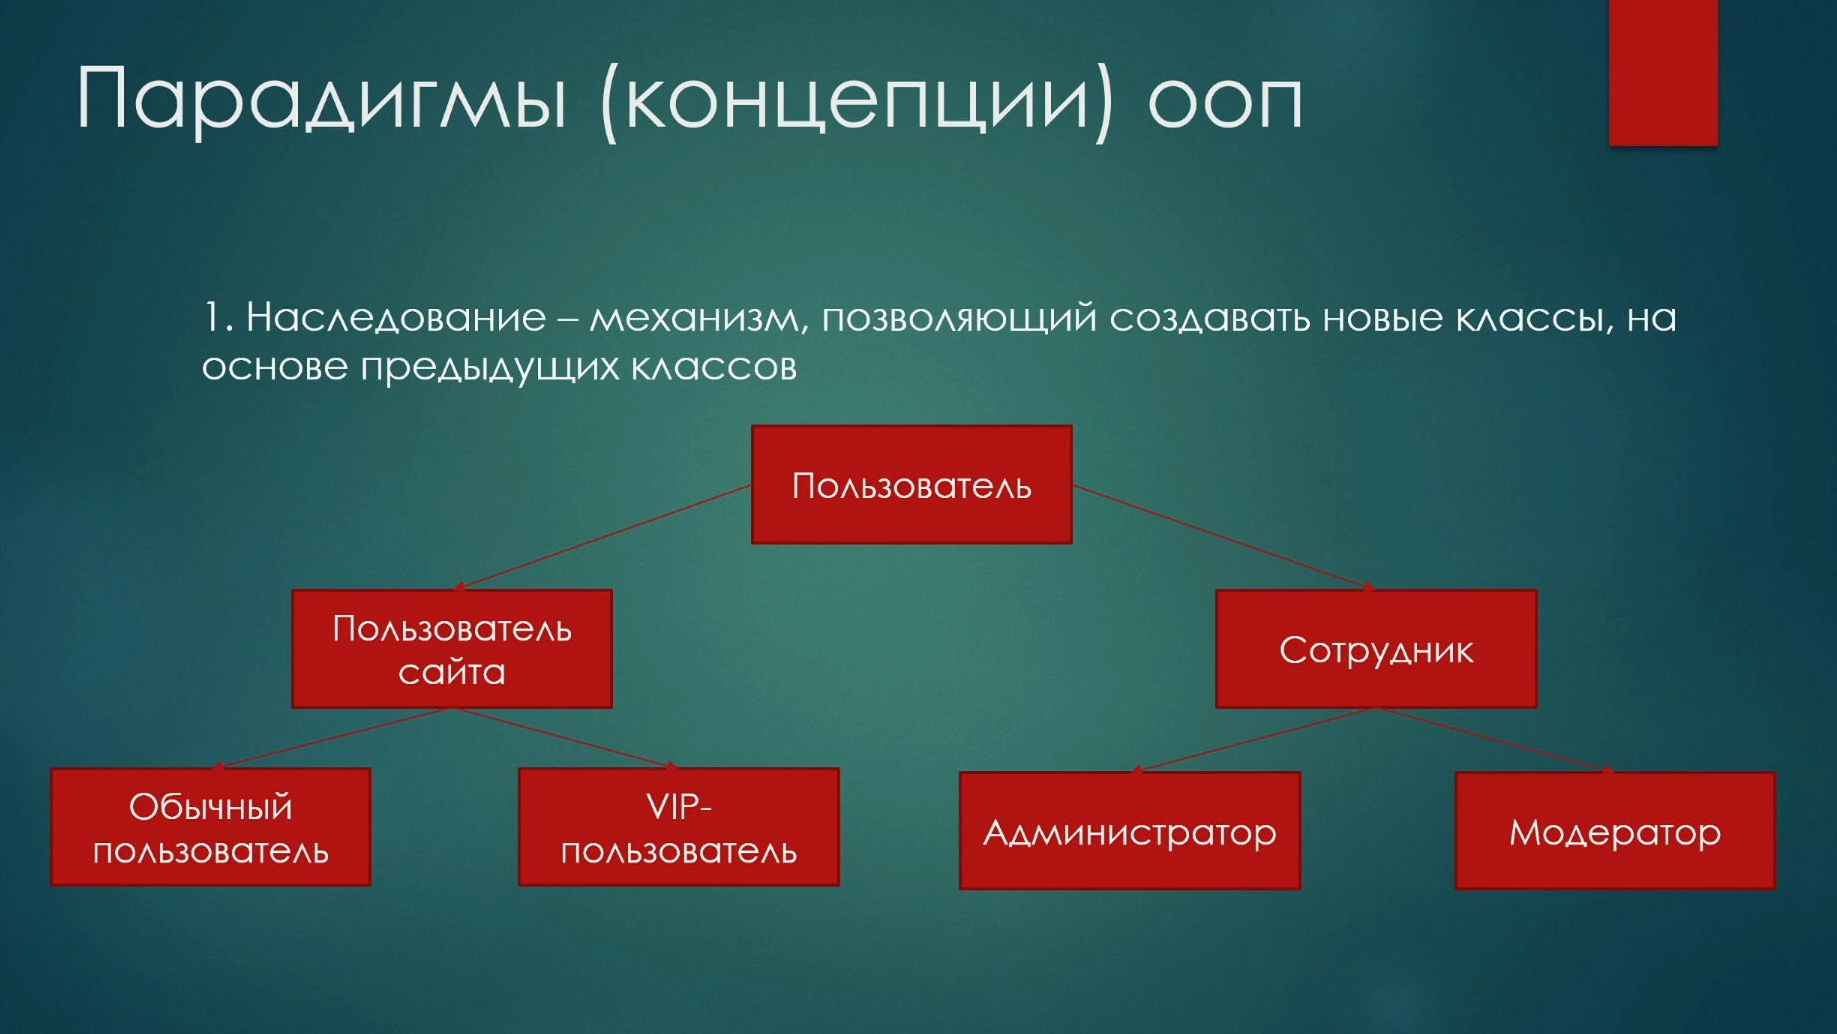 Парадигмы (концепции) ооп
1. Наследование – механизм, позволяющий создавать новые классы, на
основе предыдущих классов
Пользователь
Пользователь
сайта
Сотрудник
Обычный
пользователь
VIP-
пользователь
Администратор
Модератор